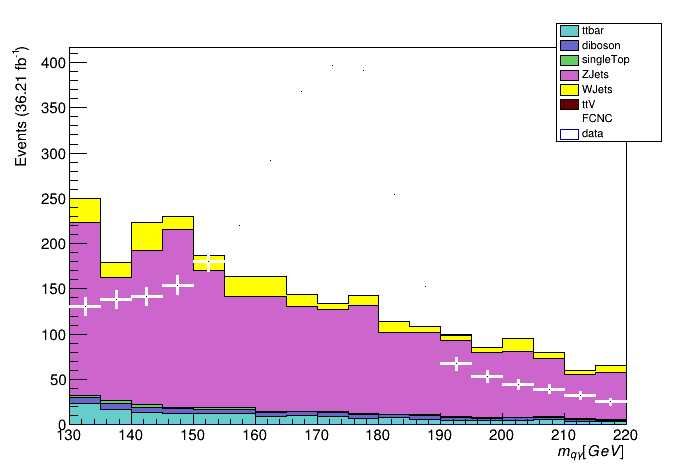 ttbar
diboson
singleTop
ZJets
WJets
ttV
FCNC
data
Events (36.21 fb⁻¹)
400
350
300
250
200
150
100
50
0
130 140 150 160 170 180 190 200 210 220
m_qγ[GeV]